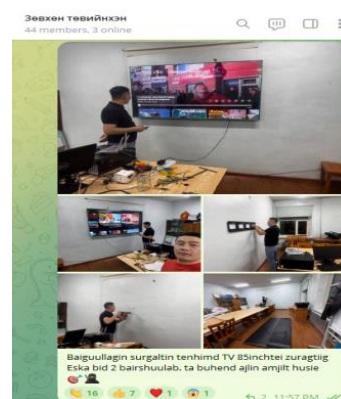 Зөвхөн төвийнхэн
44 members, 3 online
Baiguullagin surgaltin tenhimd TV 85inchtei zuragtiig
Eska bid 2 bairshuulab. ta buhend ajlin amjilt husie
16 7 1 1
2 11:57 PM